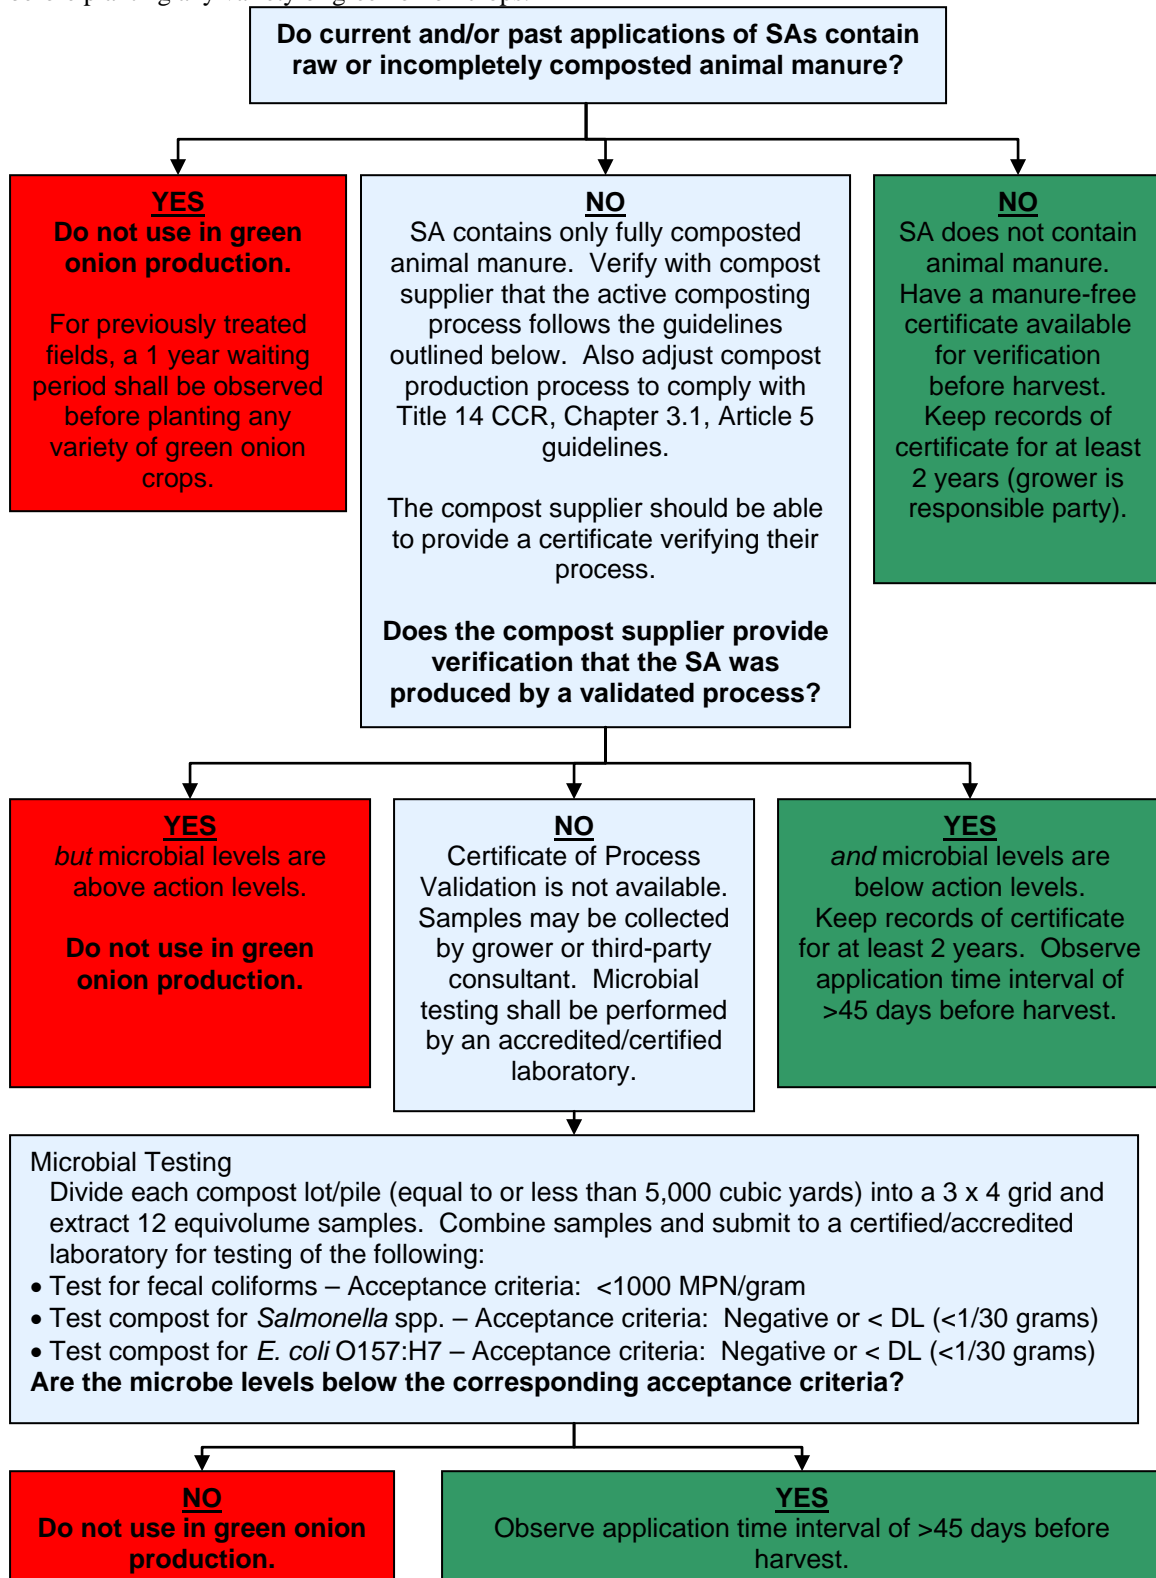 before planting any variety of green onion crops.
Do current and/or past applications of SAs contain
raw or incompletely composted animal manure?
YES
Do not use in green
onion production.
For previously treated
fields, a 1 year waiting
period shall be observed
before planting any
variety of green onion
crops.
NO
SA contains only fully composted
animal manure.  Verify with compost
supplier that the active composting
process follows the guidelines
outlined below.  Also adjust compost
production process to comply with
Title 14 CCR, Chapter 3.1, Article 5
guidelines.
The compost supplier should be able
to provide a certificate verifying their
process.
Does the compost supplier provide
verification that the SA was
produced by a validated process?
NO
SA does not contain
animal manure.
Have a manure-free
certificate available
for verification
before harvest.
Keep records of
certificate for at least
2 years (grower is
responsible party).
YES
but microbial levels are
above action levels.
Do not use in green
onion production.
NO
Certificate of Process
Validation is not available.
Samples may be collected
by grower or third-party
consultant.  Microbial
testing shall be performed
by an accredited/certified
laboratory.
YES
and microbial levels are
below action levels.
Keep records of certificate
for at least 2 years.  Observe
application time interval of
>45 days before harvest.
Microbial Testing
Divide each compost lot/pile (equal to or less than 5,000 cubic yards) into a 3 x 4 grid and
extract 12 equivolume samples.  Combine samples and submit to a certified/accredited
laboratory for testing of the following:
• Test for fecal coliforms – Acceptance criteria:  <1000 MPN/gram
• Test compost for Salmonella spp. – Acceptance criteria:  Negative or < DL (<1/30 grams)
• Test compost for E. coli O157:H7 – Acceptance criteria:  Negative or < DL (<1/30 grams)
Are the microbe levels below the corresponding acceptance criteria?
NO
Do not use in green onion
production.
YES
Observe application time interval of >45 days before
harvest.